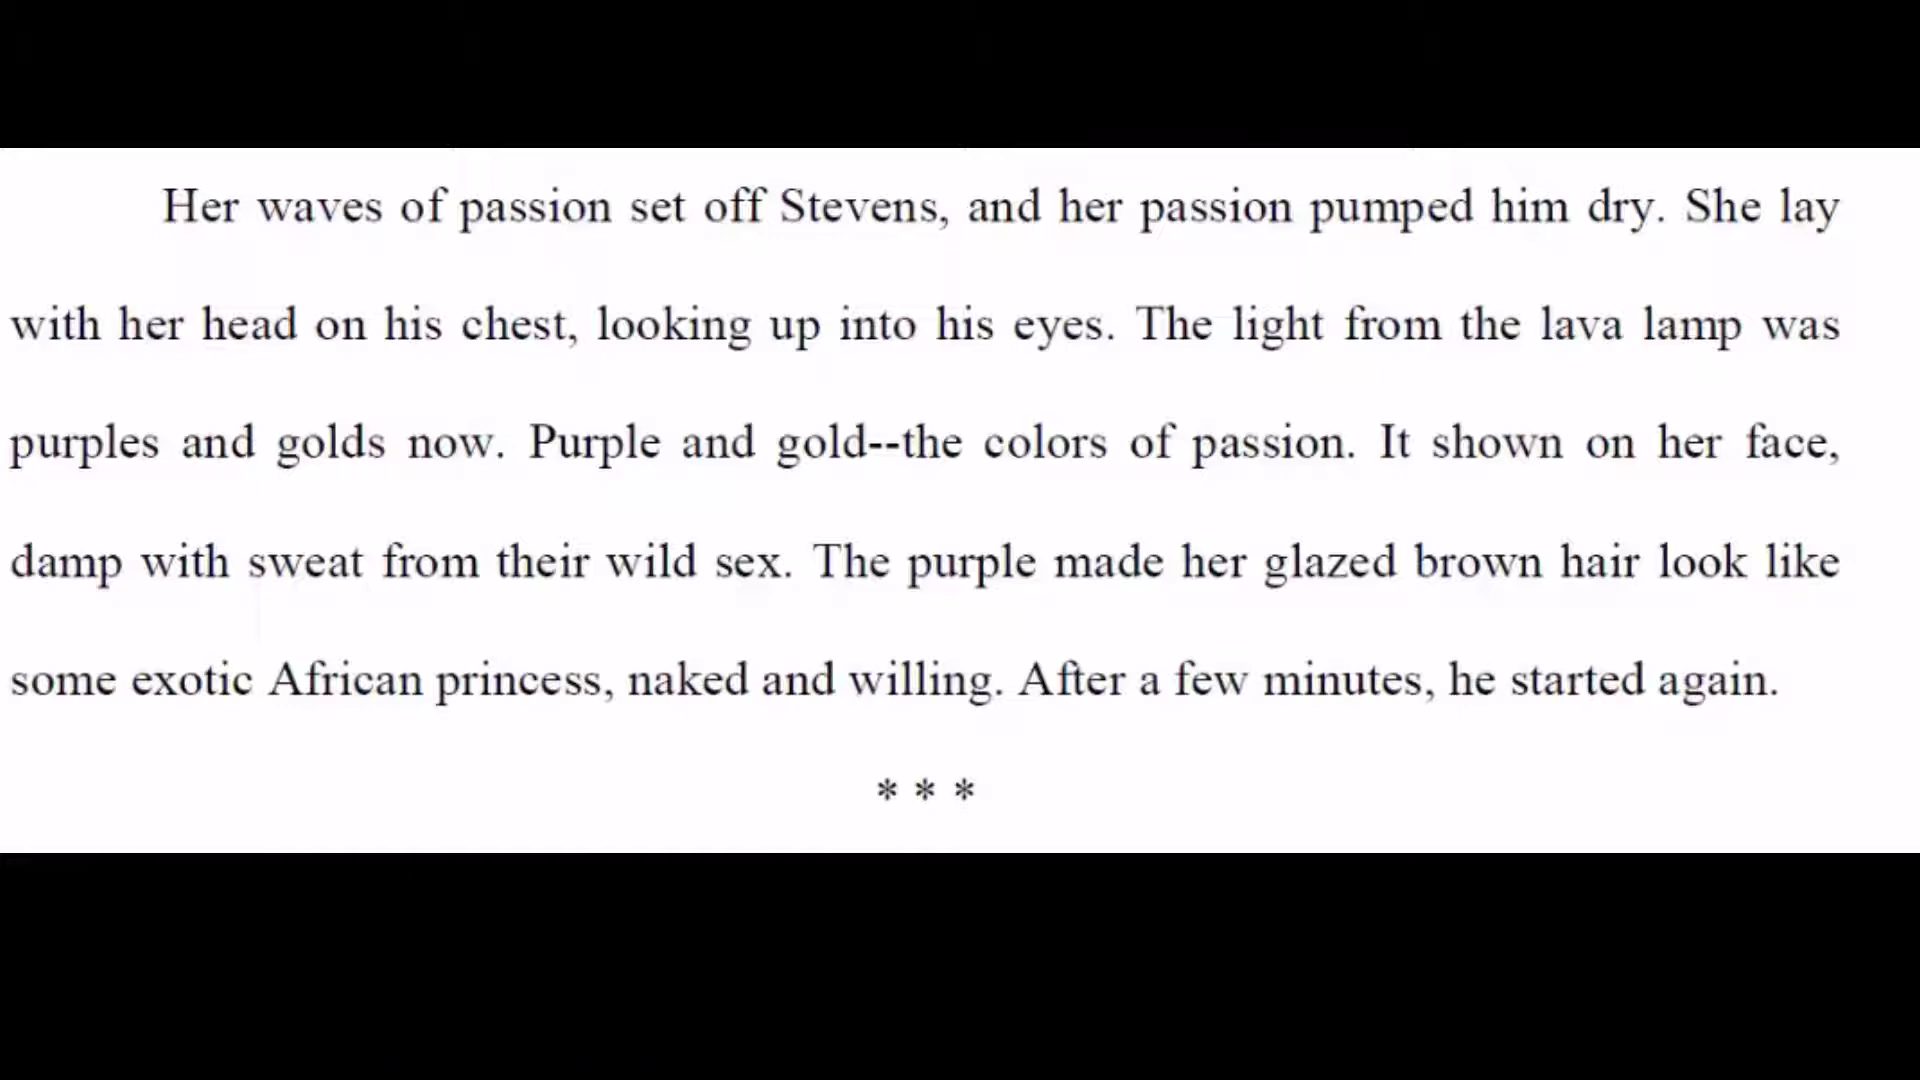 Her waves of passion set off Stevens, and her passion pumped him dry. She lay
with her head on his chest, looking up into his eyes. The light from the lava lamp was
purples and golds now. Purple and gold--the colors of passion. It shown on her face,
damp with sweat from their wild sex. The purple made her glazed brown hair look like
some exotic African princess, naked and willing. After a few minutes, he started again.
* * *